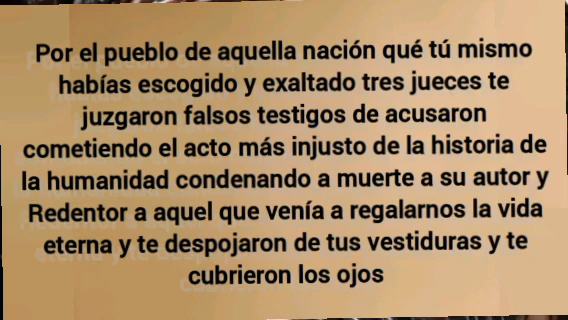 Por el pueblo de aquella nación qué tú mismo
habías escogido y exaltado tres jueces te
juzgaron falsos testigos de acusaron
cometiendo el acto más injusto de la historia de
la humanidad condenando a muerte a su autor y
Redentor a aquel que venía a regalarnos la vida
eterna y te despojaron de tus vestiduras y te
cubrieron los ojos